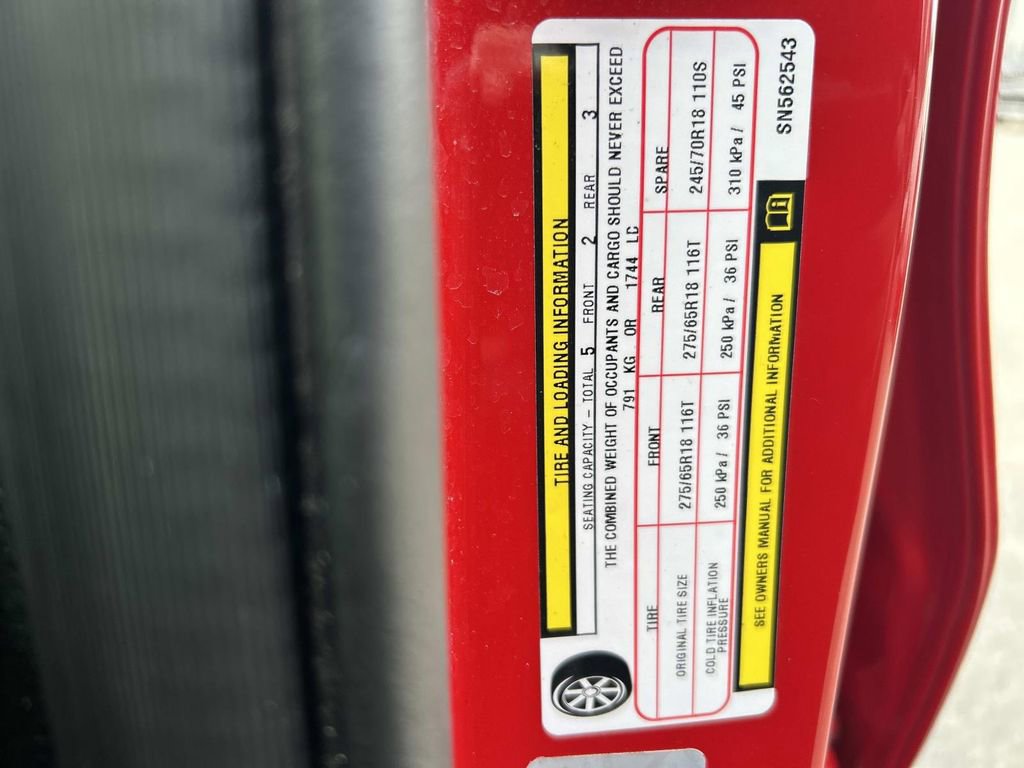 TIRE AND LOADING INFORMATION
SEATING CAPACITY - TOTAL 5 FRONT 2 REAR 3
THE COMBINED WEIGHT OF OCCUPANTS AND CARGO SHOULD NEVER EXCEED
791 KG OR 1744 LC
TIRE FRONT REAR SPARE
ORIGINAL TIRE SIZE 275/65R18 116T 275/65R18 116T 245/70R18 110S
COLD TIRE INFLATION PRESSURE 250 kPa / 36 PSI 250 kPa / 36 PSI 310 kPa / 45 PSI
SEE OWNERS MANUAL FOR ADDITIONAL INFORMATION
SN562543